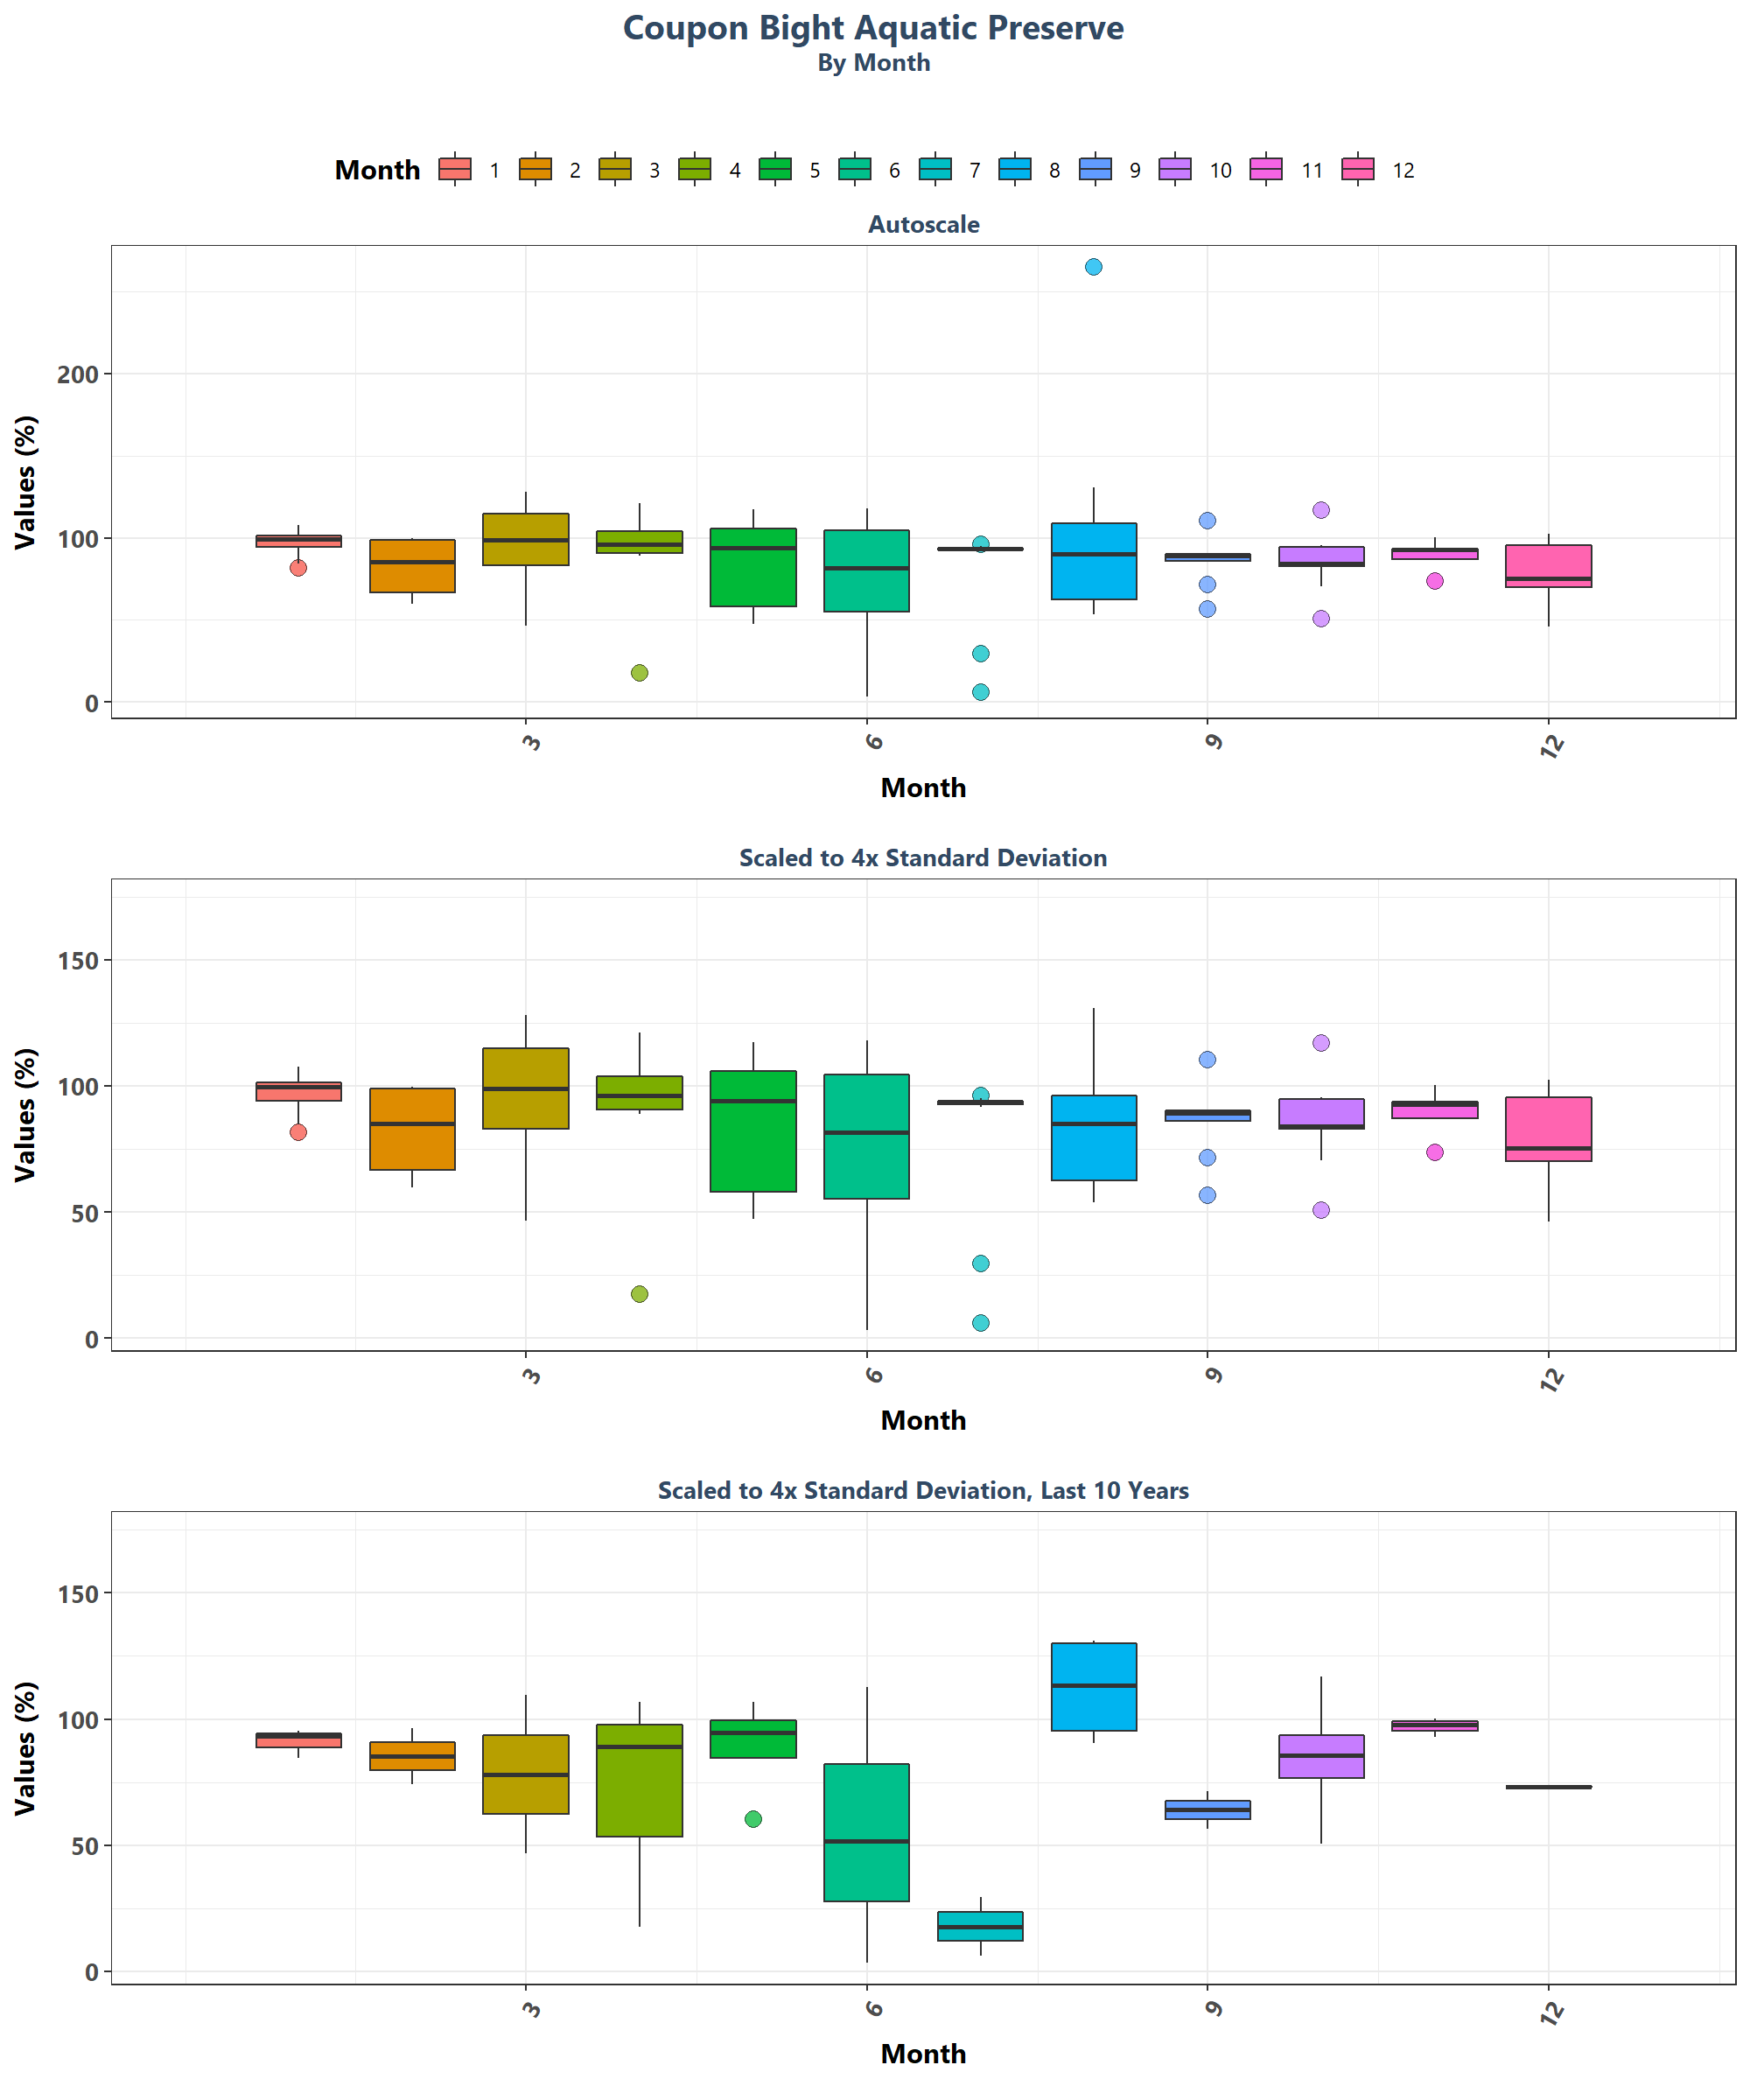 Coupon Bight Aquatic Preserve
By Month
Month 1 2 3 4 5 6 7 8 9 10 11 12
Autoscale
Values (%)
200
100
0
3 6 9 12
Month
Scaled to 4x Standard Deviation
Values (%)
150
100
50
0
3 6 9 12
Month
Scaled to 4x Standard Deviation, Last 10 Years
Values (%)
150
100
50
0
3 6 9 12
Month